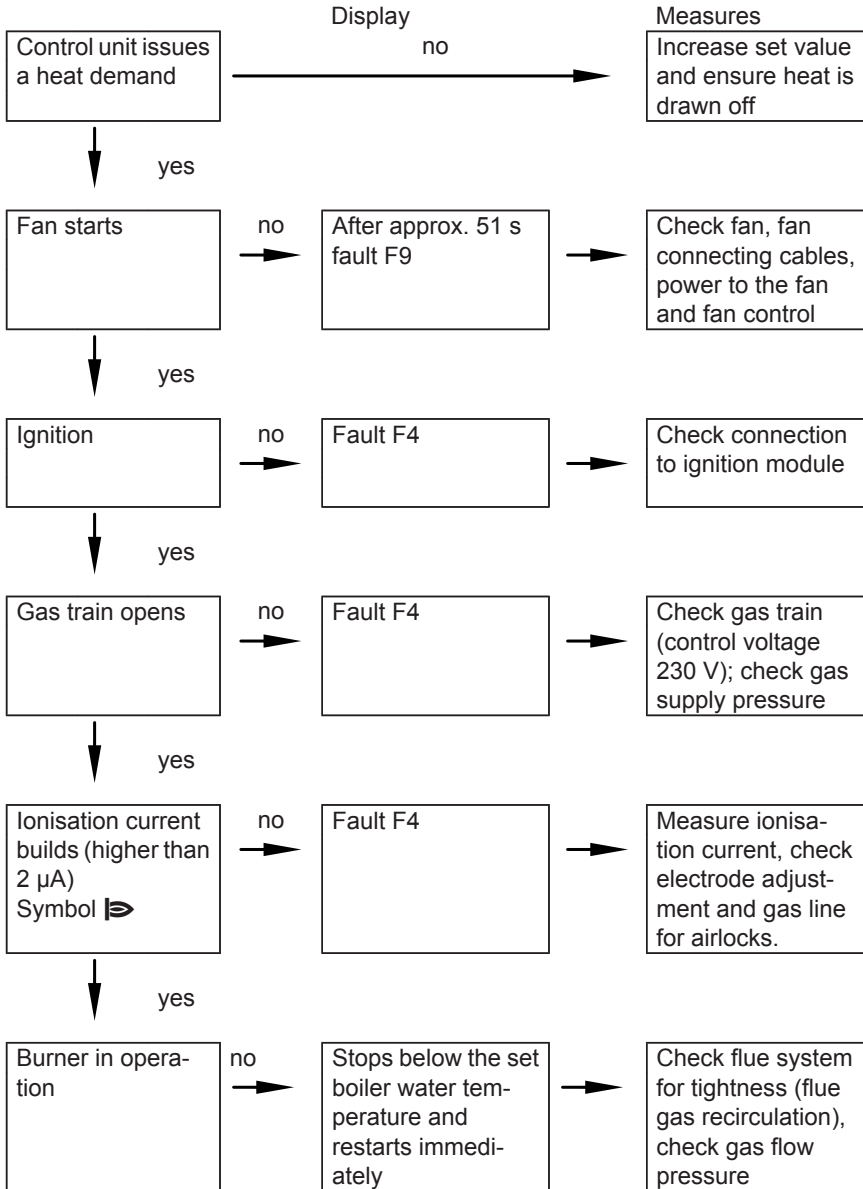 Display
Measures
Control unit issues
a heat demand
no
Increase set value
and ensure heat is
drawn off
yes
Fan starts
no
After approx. 51 s
fault F9
Check fan, fan
connecting cables,
power to the fan
and fan control
yes
Ignition
no
Fault F4
Check connection
to ignition module
yes
Gas train opens
no
Fault F4
Check gas train
(control voltage
230 V); check gas
supply pressure
yes
Ionisation current
builds (higher than
2 µA)
Symbol
no
Fault F4
Measure ionisa-
tion current, check
electrode adjust-
ment and gas line
for airlocks.
yes
Burner in opera-
tion
no
Stops below the set
boiler water tem-
perature and
restarts immedi-
ately
Check flue system
for tightness (flue
gas recirculation),
check gas flow
pressure